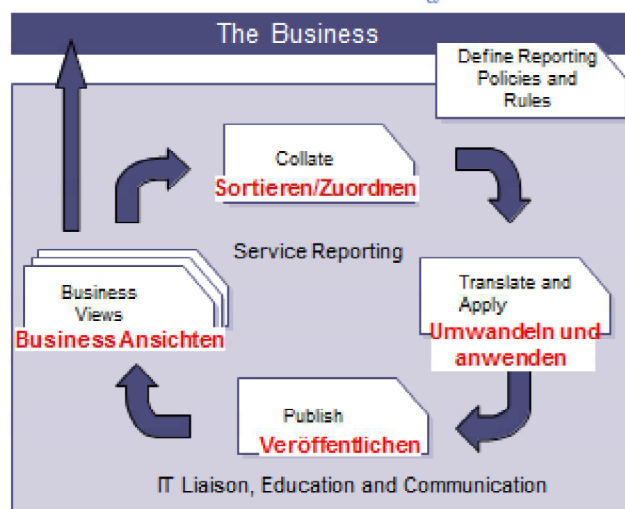 The Business
Define Reporting
Policies and
Rules
Collate
Sortieren/Zuordnen
Service Reporting
Business
Views
Business Ansichten
Translate and
Apply
Umwandeln und
anwenden
Publish
Veröffentlichen
IT Liaison, Education and Communication